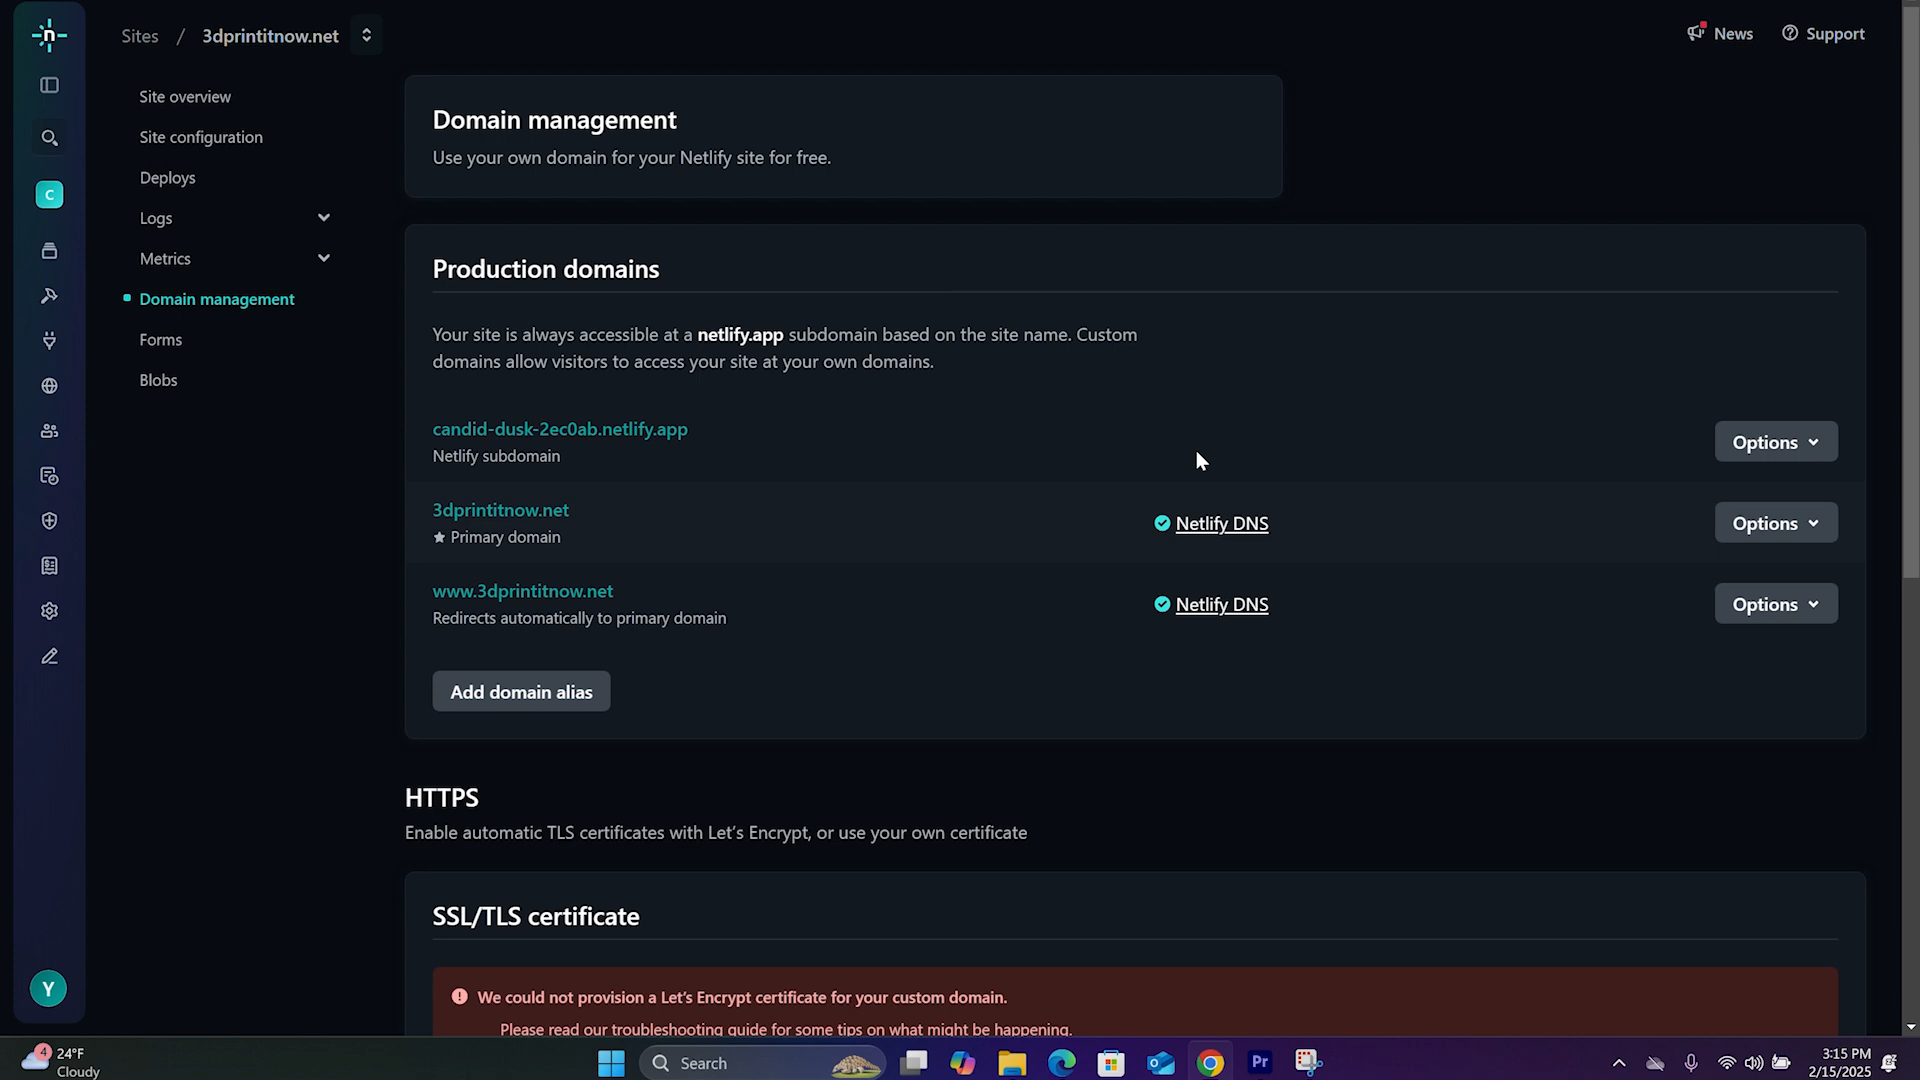 Sites / 3dprintitnow.net
News
Support
Site overview
Site configuration
Deploys
Logs
Metrics
Domain management
Forms
Blobs
C
Y
Domain management
Use your own domain for your Netlify site for free.
Production domains
Your site is always accessible at a netlify.app subdomain based on the site name. Custom
domains allow visitors to access your site at your own domains.
candid-dusk-2ec0ab.netlify.app
Netlify subdomain
Options
3dprintitnow.net
Primary domain
Netlify DNS
Options
www.3dprintitnow.net
Redirects automatically to primary domain
Netlify DNS
Options
Add domain alias
HTTPS
Enable automatic TLS certificates with Let's Encrypt, or use your own certificate
SSL/TLS certificate
We could not provision a Let's Encrypt certificate for your custom domain.
Please read our troubleshooting guide for some tips on what might be happening.
4
24°F
Cloudy
Search
Pr
3:15 PM
2/15/2025